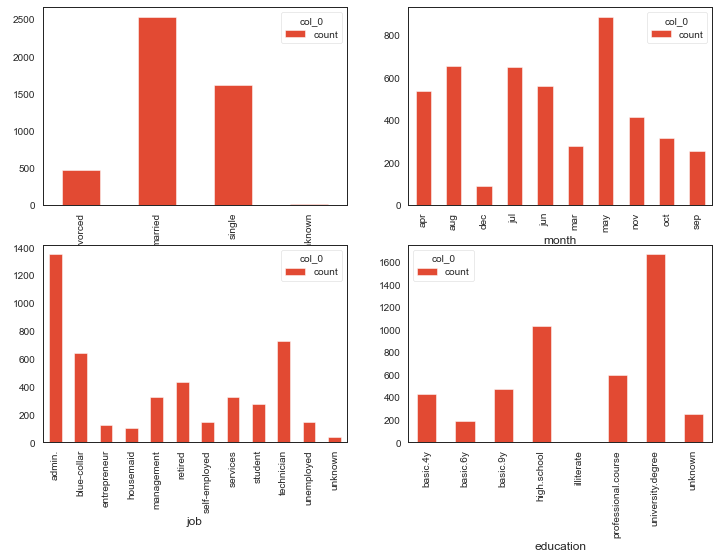 2500
2000
1500
1000
500
0
col_0
count
vorced
arried
single
known
800
600
400
200
0
col_0
count
apr
aug
dec
jul
jun
mar
may
nov
oct
sep
month
1400
1200
1000
800
600
400
200
0
col_0
count
admin.
blue-collar
entrepreneur
housemaid
management
retired
self-employed
services
student
technician
unemployed
unknown
job
1600
1400
1200
1000
800
600
400
200
0
col_0
count
basic.4y
basic.6y
basic.9y
high.school
illiterate
professional.course
university.degree
unknown
education